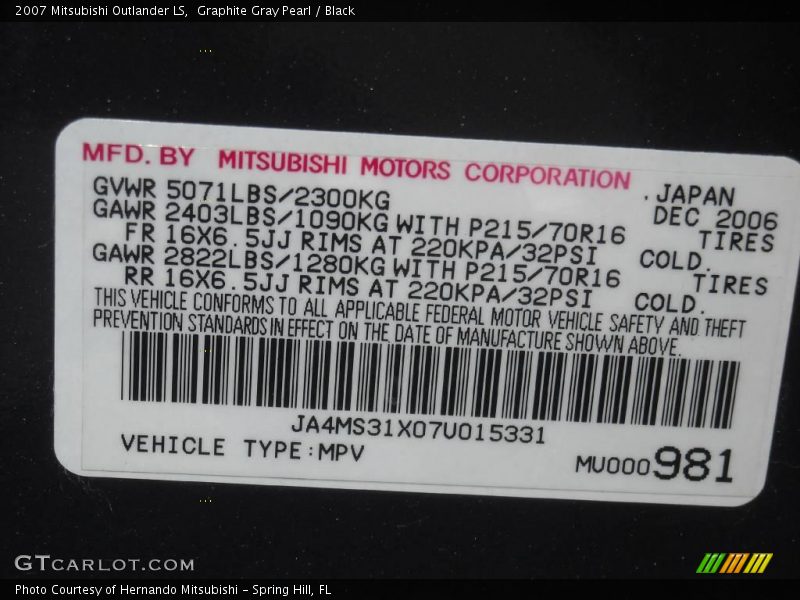 2007 Mitsubishi Outlander LS,  Graphite Gray Pearl / Black
MFD. BY MITSUBISHI MOTORS CORPORATION .JAPAN
GVWR 5071LBS/2300KG DEC 2006
GAWR 2403LBS/1090KG WITH P215/70R16 TIRES
FR 16X6.5JJ RIMS AT 220KPA/32PSI COLD.
GAWR 2822LBS/1280KG WITH P215/70R16 TIRES
RR 16X6.5JJ RIMS AT 220KPA/32PSI COLD.
THIS VEHICLE CONFORMS TO ALL APPLICABLE FEDERAL MOTOR VEHICLE SAFETY AND THEFT
PREVENTION STANDARDS IN EFFECT ON THE DATE OF MANUFACTURE SHOWN ABOVE.
JA4MS31X07U015331
VEHICLE TYPE:MPV MU000981
GTCARLOT.COM
Photo Courtesy of Hernando Mitsubishi - Spring Hill, FL